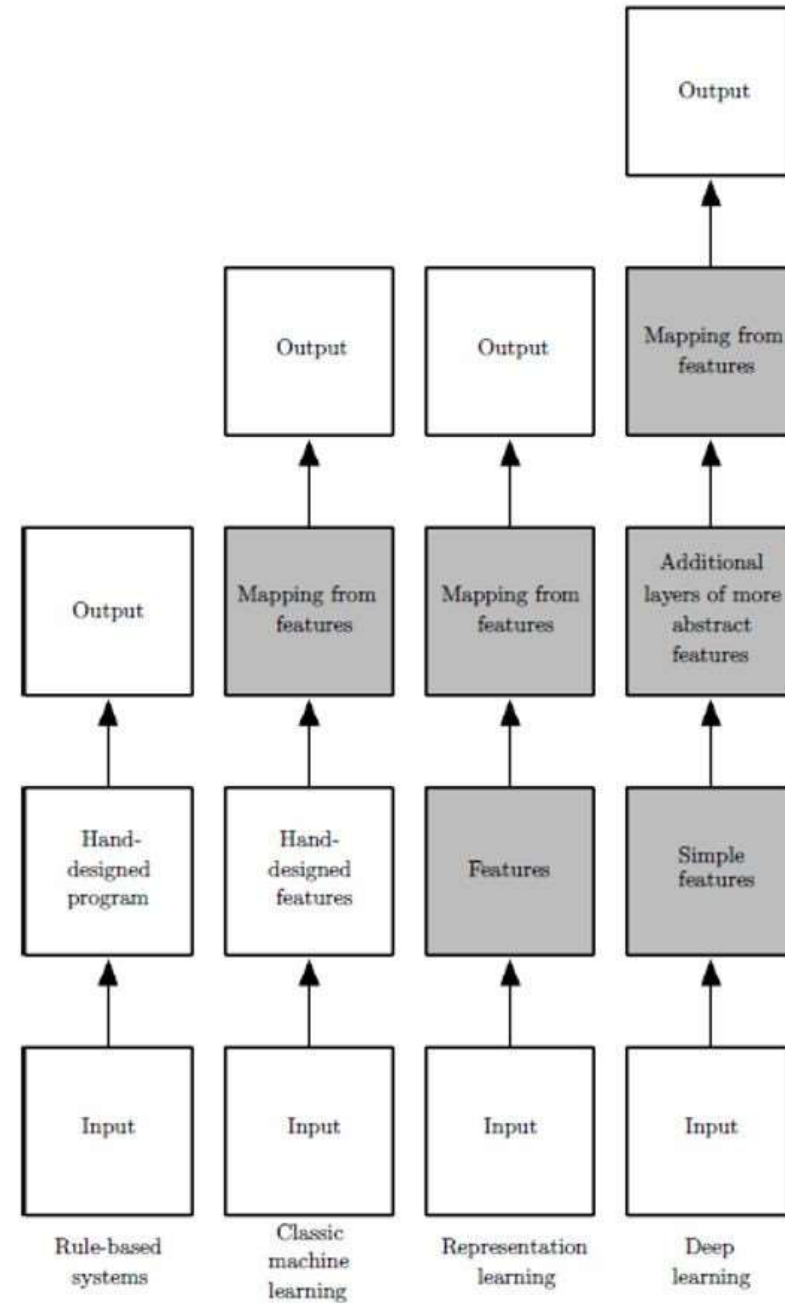 Output
Output
Output
Mapping from
features
Output
Mapping from
features
Mapping from
features
Additional
layers of more
abstract
features
Hand-
designed
program
Hand-
designed
features
Features
Simple
features
Input
Input
Input
Input
Rule-based
systems
Classic
machine
learning
Representation
learning
Deep
learning